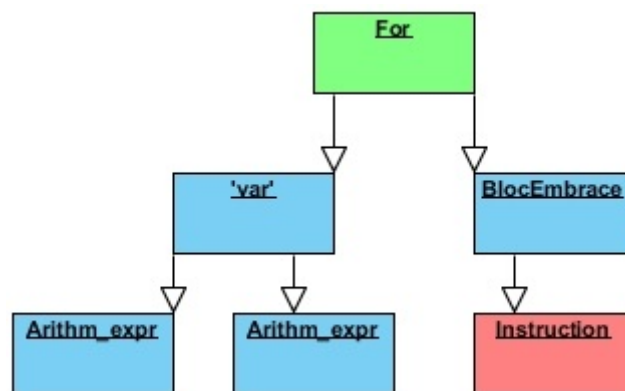 For
'var'
BlocEmbrace
Arithm_expr
Arithm_expr
Instruction